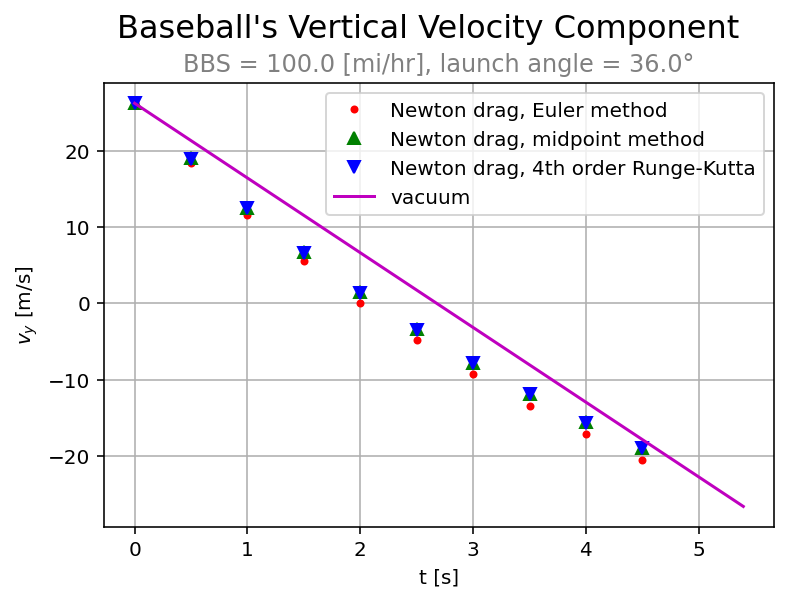 Baseball's Vertical Velocity Component
BBS = 100.0 [mi/hr], launch angle = 36.0°
Newton drag, Euler method
Newton drag, midpoint method
Newton drag, 4th order Runge-Kutta
vacuum
20
10
0
−10
−20
v_y [m/s]
0 1 2 3 4 5
t [s]